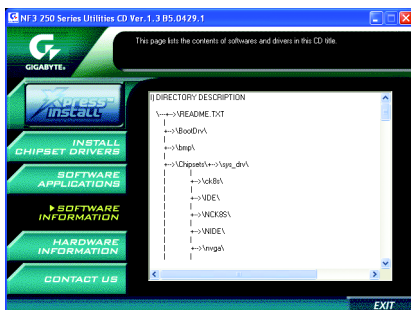 NF3 250 Series Utilities CD Ver.1.3 B5.0429.1
This page lists the contents of softwares and drivers in this CD title.
G
GIGABYTE™
Xpress™
Install
INSTALL
CHIPSET DRIVERS
SOFTWARE
APPLICATIONS
SOFTWARE
INFORMATION
HARDWARE
INFORMATION
CONTACT US
I) DIRECTORY DESCRIPTION
\---+-->\README.TXT
|
+-->\BootDrv\
|
+-->\bmp\
|
+-->\Chipsets\+-->\sys_drv\
| |
| +-->\ck8s\
| |
| +-->\IDE\
| |
| +-->\NCK8S\
| |
| +-->\NIDE\
| |
| +-->\nvga\
| |
EXIT